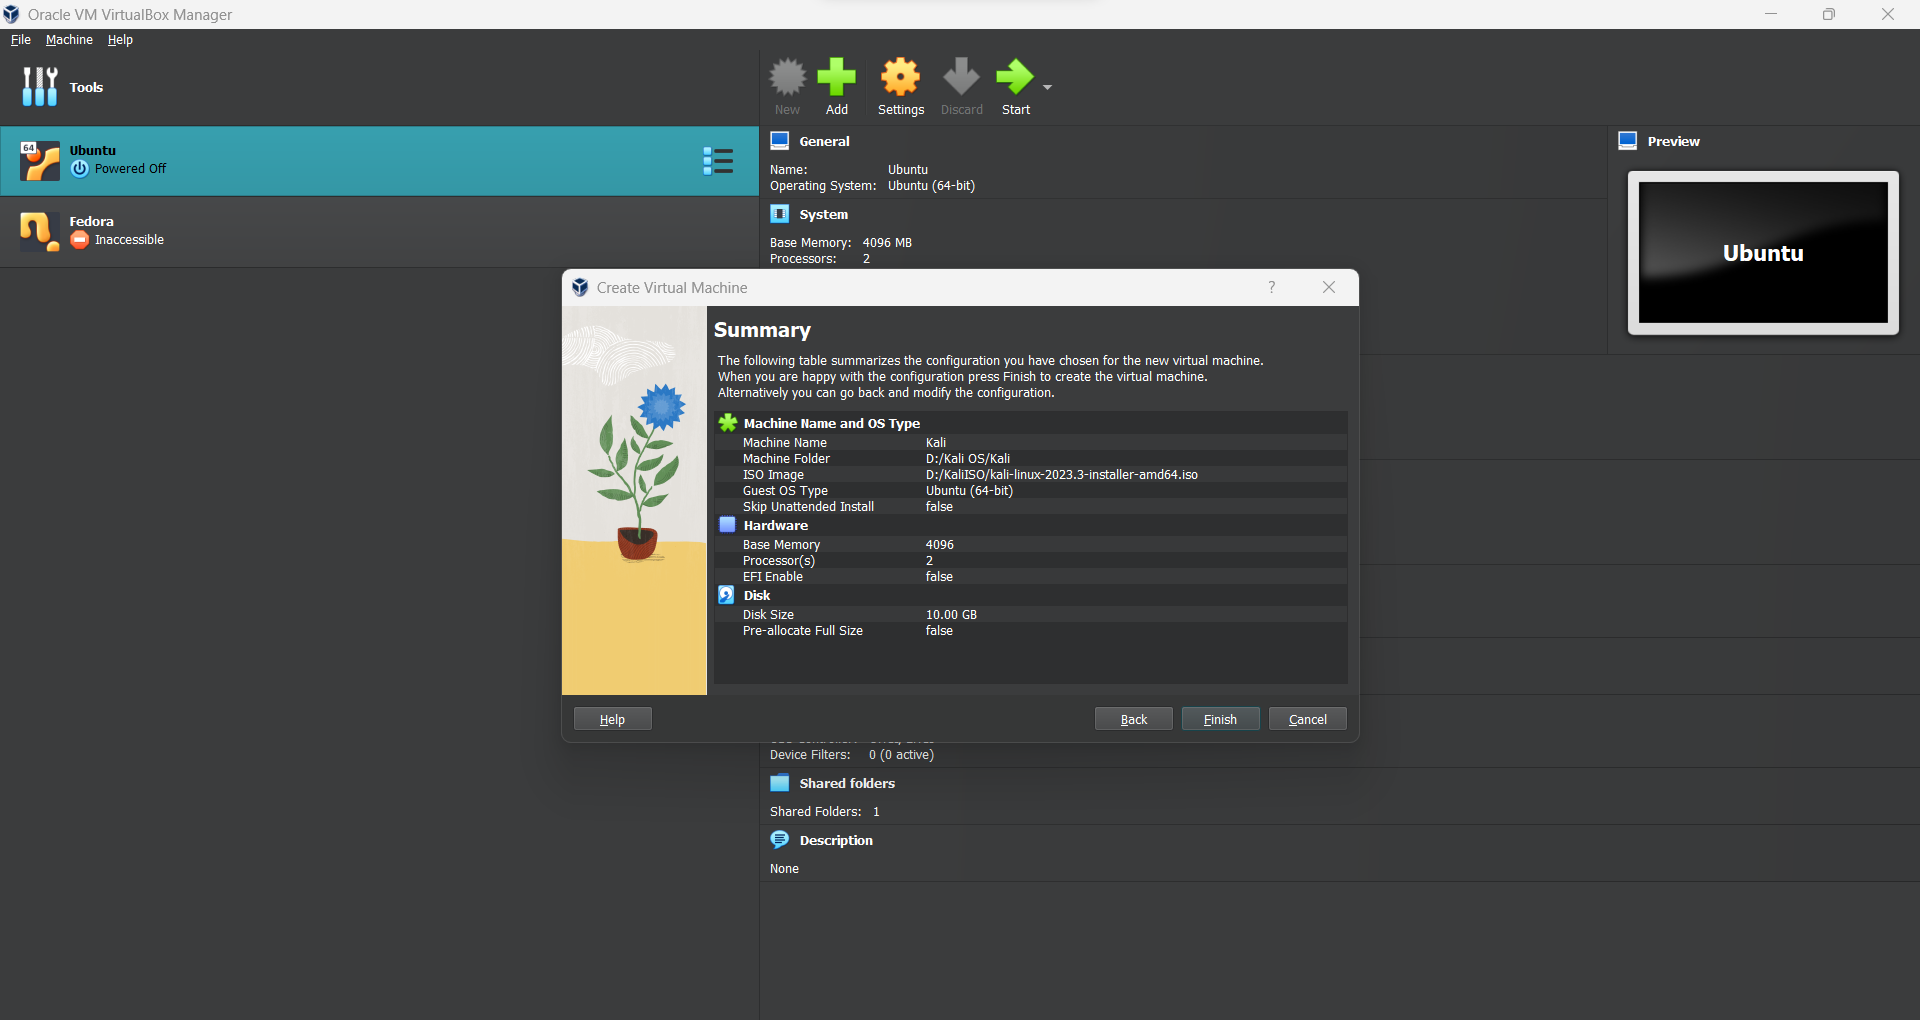 Oracle VM VirtualBox Manager
File Machine Help
Tools
New Add Settings Discard Start
64
Ubuntu
Powered Off
Fedora
Inaccessible
General
Name: Ubuntu
Operating System: Ubuntu (64-bit)
System
Base Memory: 4096 MB
Processors: 2
Preview
Ubuntu
Create Virtual Machine
?
Summary
The following table summarizes the configuration you have chosen for the new virtual machine.
When you are happy with the configuration press Finish to create the virtual machine.
Alternatively you can go back and modify the configuration.
Machine Name and OS Type
Machine Name Kali
Machine Folder D:/Kali OS/Kali
ISO Image D:/KaliISO/kali-linux-2023.3-installer-amd64.iso
Guest OS Type Ubuntu (64-bit)
Skip Unattended Install false
Hardware
Base Memory 4096
Processor(s) 2
EFI Enable false
Disk
Disk Size 10.00 GB
Pre-allocate Full Size false
Help Back Finish Cancel
Device Filters: 0 (0 active)
Shared folders
Shared Folders: 1
Description
None